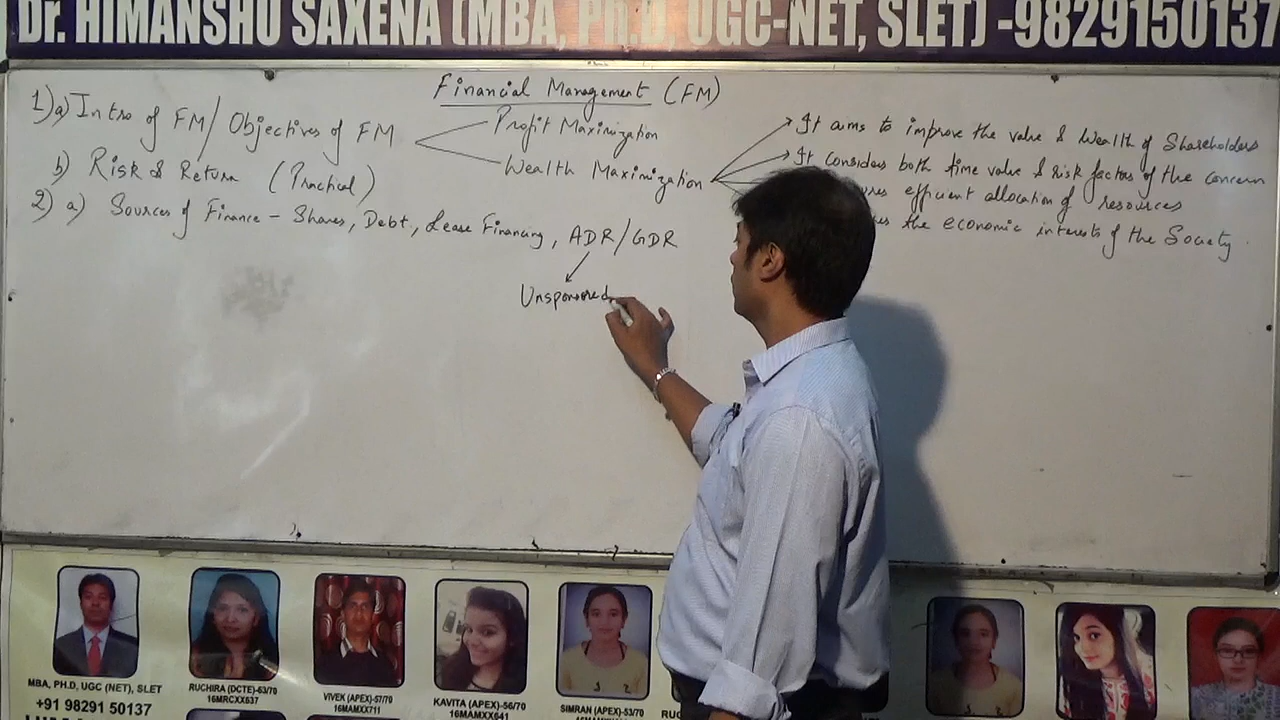 Dr. HIMANSHU SAXENA (MBA, Ph.D, UGC-NET, SLET) -9829150137
Financial Management (FM)
1) a) Intro of FM / Objectives of FM
Profit Maximization
Wealth Maximization
It aims to improve the value & Wealth of Shareholders
It Considers both time value & risk factors of the concern
efficient allocation of resources
the economic interests of the Society.
b) Risk & Return (Practical)
2) a) Sources of Finance - Shares, Debt, Lease Financing, ADR/GDR
Unsponsored
MBA, PH.D, UGC (NET), SLET
+91 98291 50137
RUCHIRA (DCTE)-63/70
16MRCXX637
VIVEK (APEX)-57/70
16MAMXX711
KAVITA (APEX)-56/70
16MAMXX641
SIMRAN (APEX)-53/70